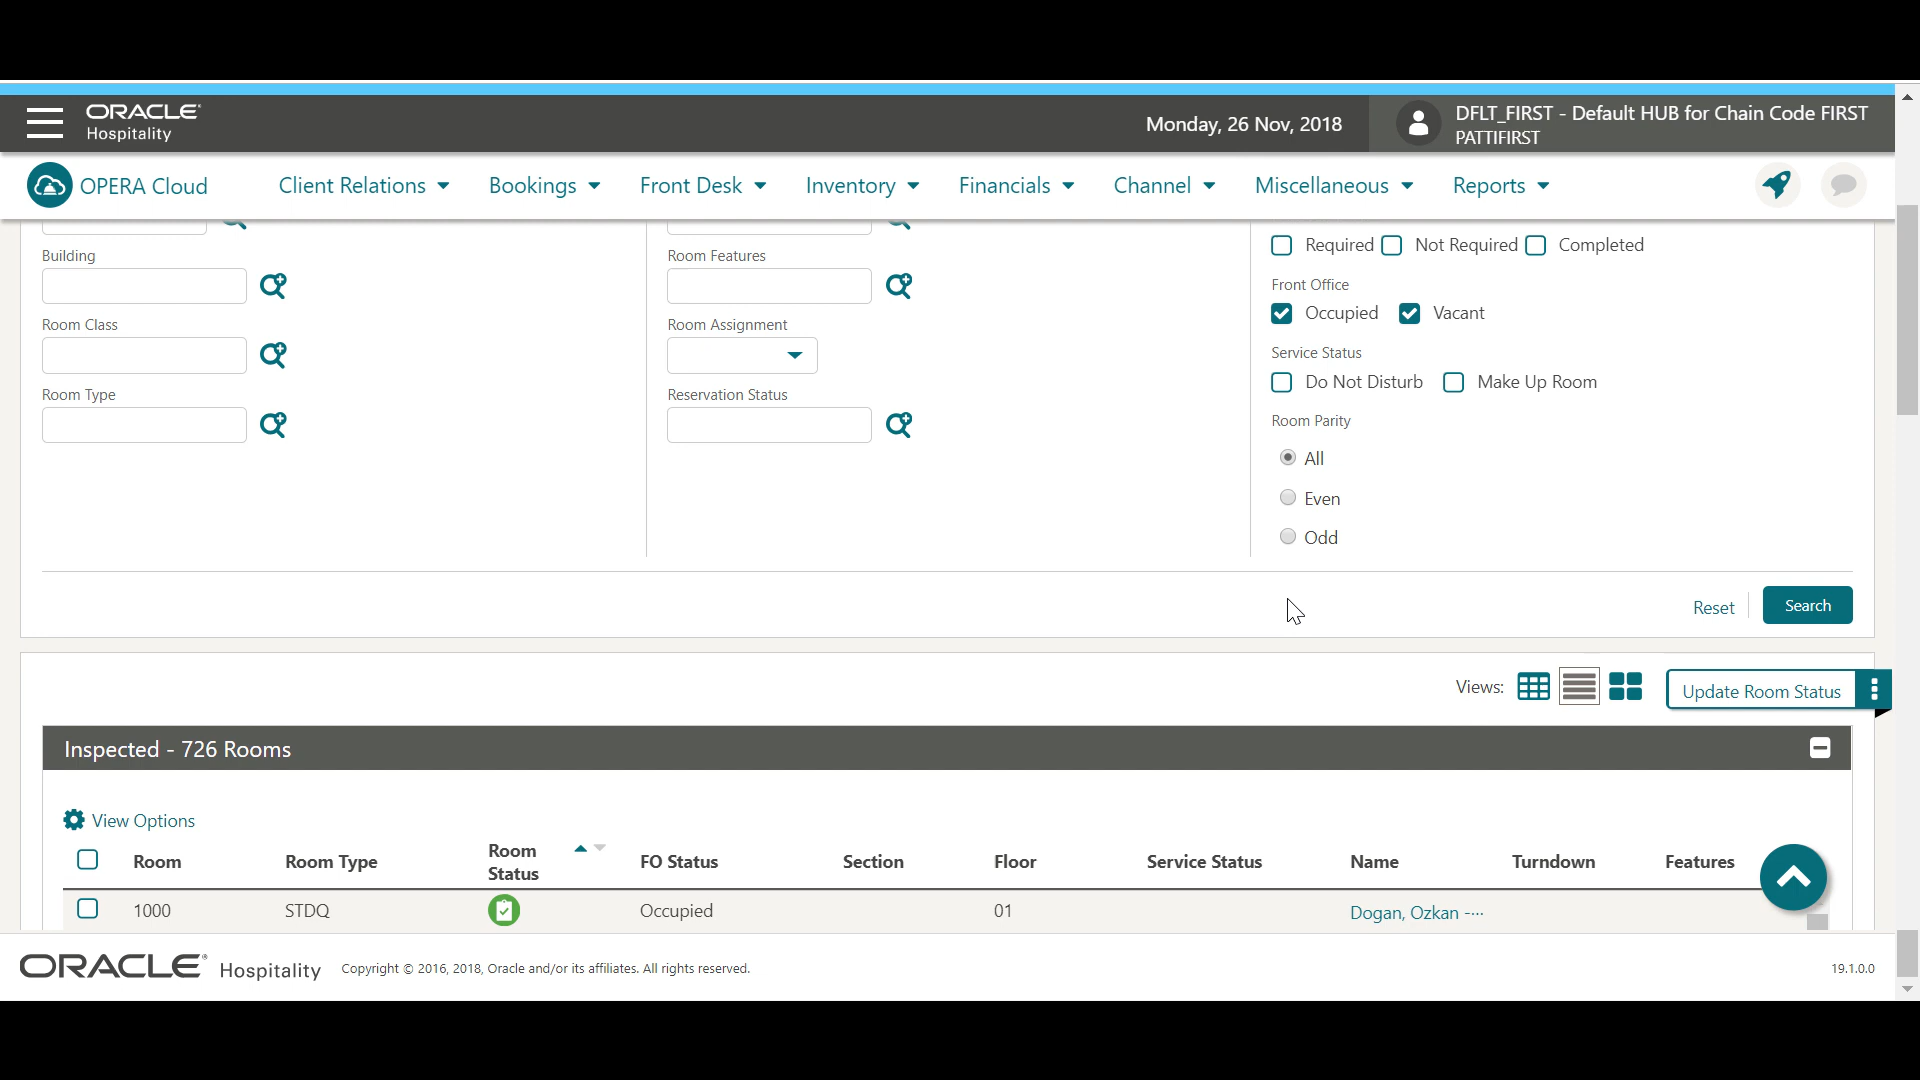 ORACLE
Hospitality
Monday, 26 Nov, 2018
DFLT_FIRST - Default HUB for Chain Code FIRST
PATTIFIRST
OPERA Cloud
Client Relations
Bookings
Front Desk
Inventory
Financials
Channel
Miscellaneous
Reports
Building
Room Class
Room Type
Room Features
Room Assignment
Reservation Status
Required Not Required Completed
Front Office
Occupied Vacant
Service Status
Do Not Disturb Make Up Room
Room Parity
All
Even
Odd
Reset Search
Views: Update Room Status
Inspected - 726 Rooms
View Options
Room Room Type Room Status FO Status Section Floor Service Status Name Turndown Features
1000 STDQ Occupied 01 Dogan, Ozkan -···
ORACLE Hospitality Copyright © 2016, 2018, Oracle and/or its affiliates. All rights reserved. 19.1.0.0